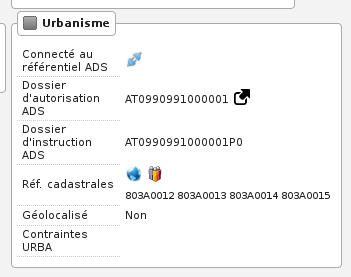 Urbanisme
Connecté au
référentiel ADS
Dossier
d'autorisation
ADS
AT0990991000001
Dossier
d'instruction
ADS
AT0990991000001P0
Réf. cadastrales
803A0012 803A0013 803A0014 803A0015
Géolocalisé
Non
Contraintes
URBA